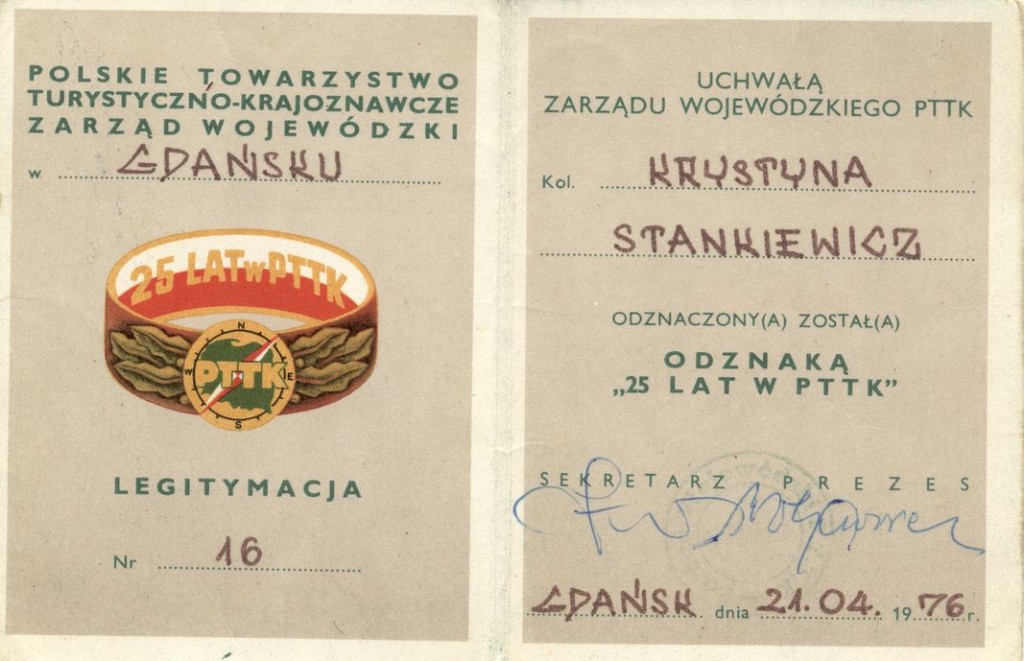 POLSKIE TOWARZYSTWO
TURYSTYCZNO-KRAJOZNAWCZE
ZARZĄD WOJEWÓDZKI
w GDAŃSKU
25 LAT w PTTK
N
W E
PTTK
S
LEGITYMACJA
Nr 16
UCHWAŁĄ
ZARZĄDU WOJEWÓDZKIEGO PTTK
Kol. KRYSTYNA
STANKIEWICZ
ODZNACZONY(A) ZOSTAŁ(A)
ODZNAKĄ
„25 LAT W PTTK”
SEKRETARZ PREZES
GDAŃSK dnia 21.04. 1976 r.